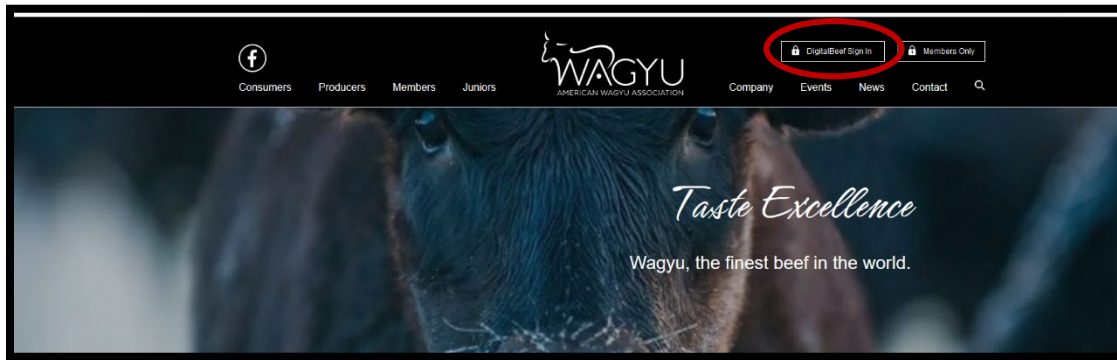 DigitalBeef Sign In
Members Only
WAGYU
AMERICAN WAGYU ASSOCIATION
Consumers Producers Members Juniors Company Events News Contact
Taste Excellence
Wagyu, the finest beef in the world.